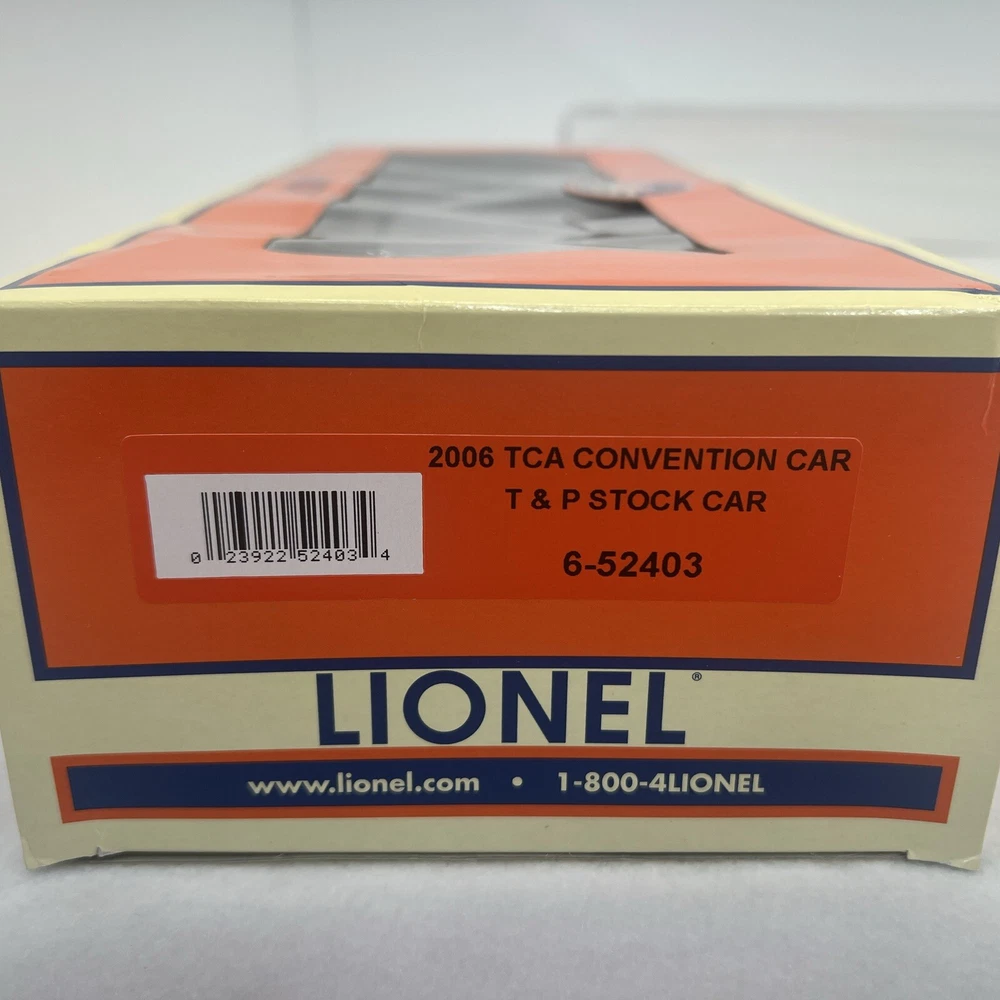 2006 TCA CONVENTION CAR
T & P STOCK CAR
6-52403
0 23922 52403 4
LIONEL®
www.lionel.com • 1-800-4LIONEL